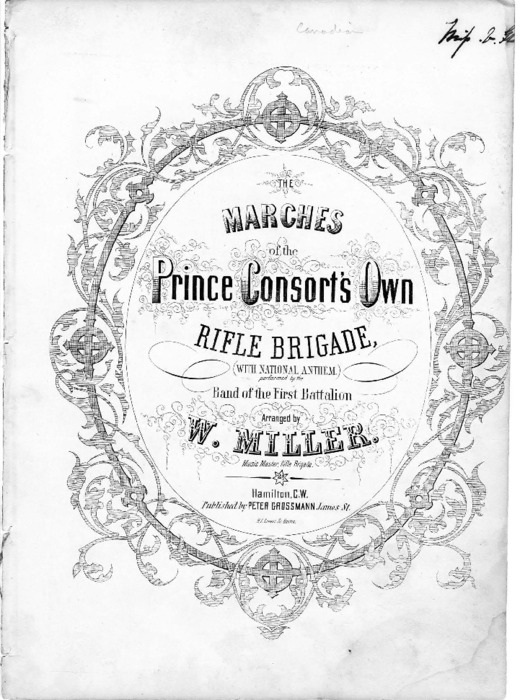 Canadian
THE
MARCHES
of the
Prince Consort's Own
RIFLE BRIGADE,
(WITH NATIONAL ANTHEM.)
performed by the
Band of the First Battalion
Arranged by
W. MILLER.
Music Master, Rifle Brigade.
Hamilton, C.W.
Published by PETER GROSSMANN, James St.